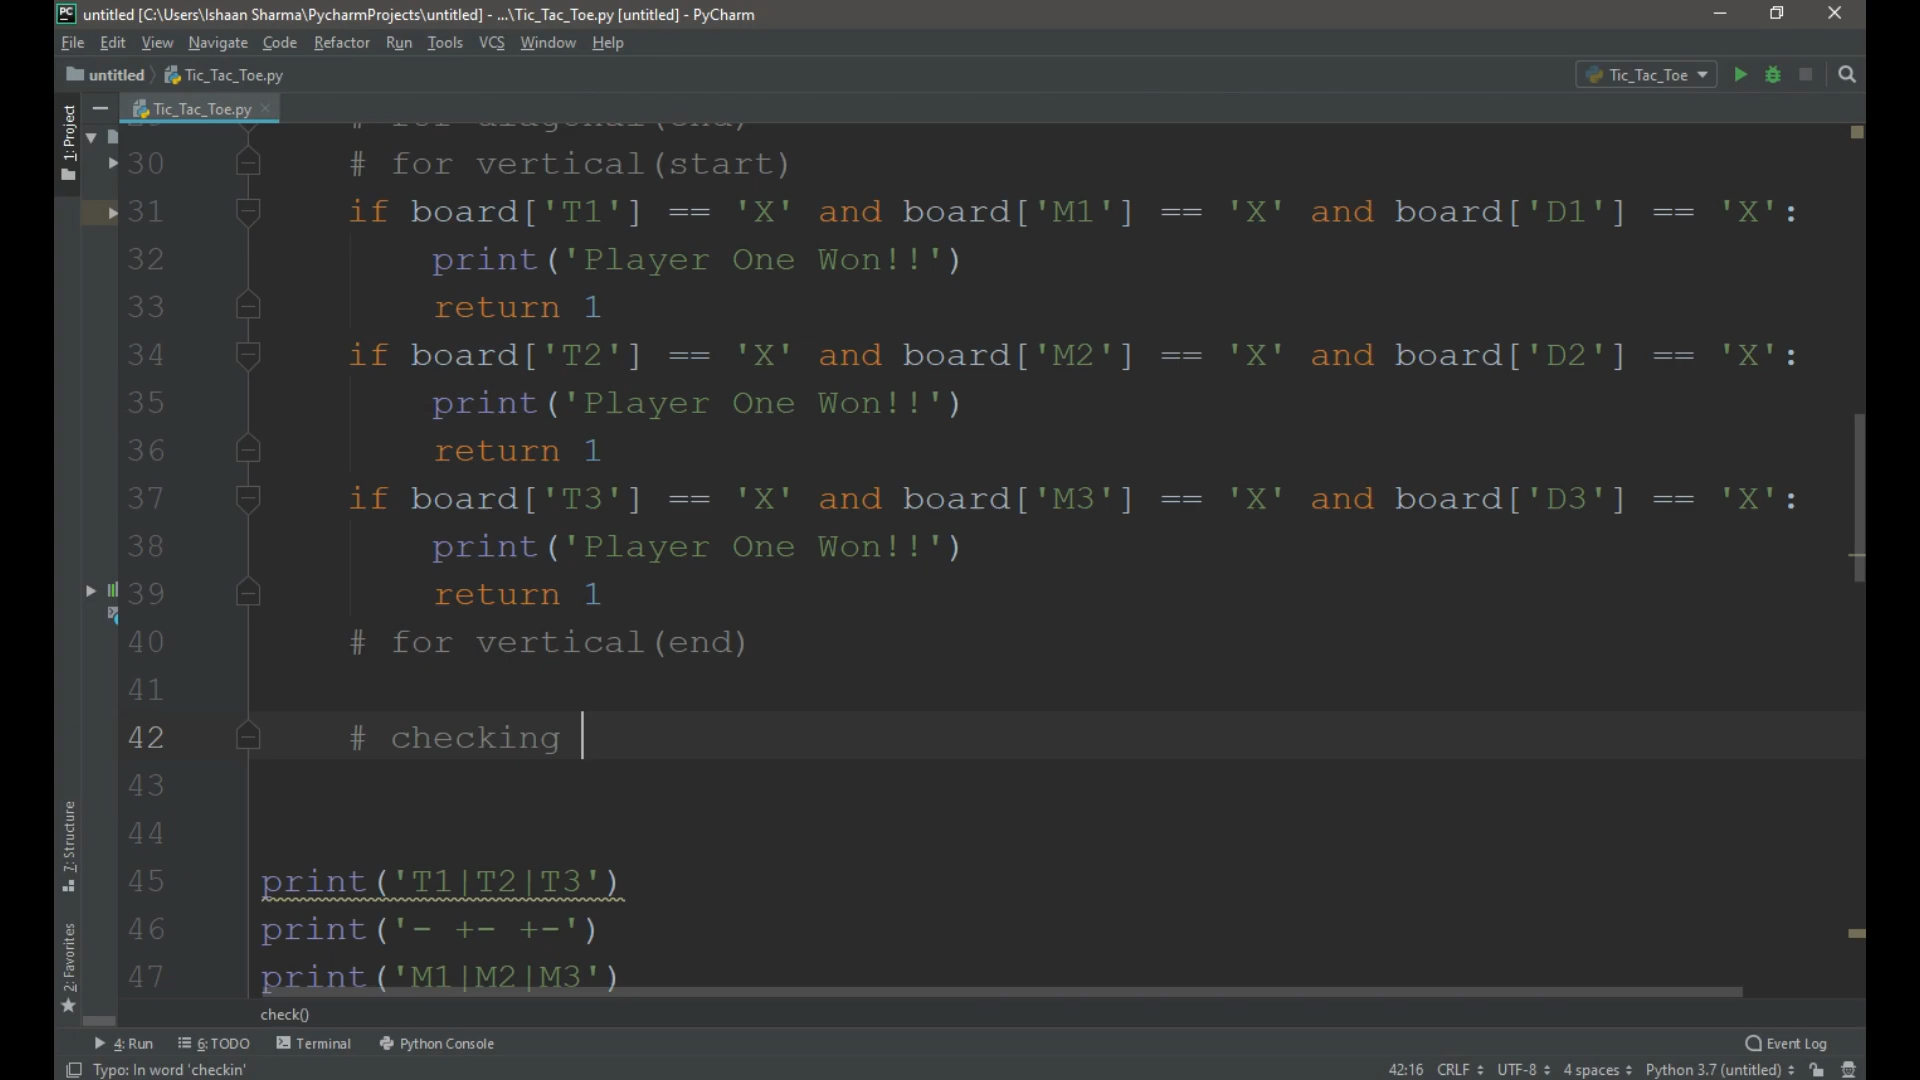 untitled [C:\Users\Ishaan Sharma\PycharmProjects\untitled] - ...\Tic_Tac_Toe.py [untitled] - PyCharm
File Edit View Navigate Code Refactor Run Tools VCS Window Help
untitled Tic_Tac_Toe.py Tic_Tac_Toe
1: Project
Tic_Tac_Toe.py
29 # for diagonal(end)
30 # for vertical(start)
31 if board['T1'] == 'X' and board['M1'] == 'X' and board['D1'] == 'X':
32 print('Player One Won!!')
33 return 1
34 if board['T2'] == 'X' and board['M2'] == 'X' and board['D2'] == 'X':
35 print('Player One Won!!')
36 return 1
37 if board['T3'] == 'X' and board['M3'] == 'X' and board['D3'] == 'X':
38 print('Player One Won!!')
39 return 1
40 # for vertical(end)
41
42 # checking
43
44
45 print('T1|T2|T3')
46 print('- +- +-')
47 print('M1|M2|M3')
7: Structure
2: Favorites
check()
4: Run 6: TODO Terminal Python Console Event Log
Typo: In word 'checkin' 42:16 CRLF UTF-8 4 spaces Python 3.7 (untitled)